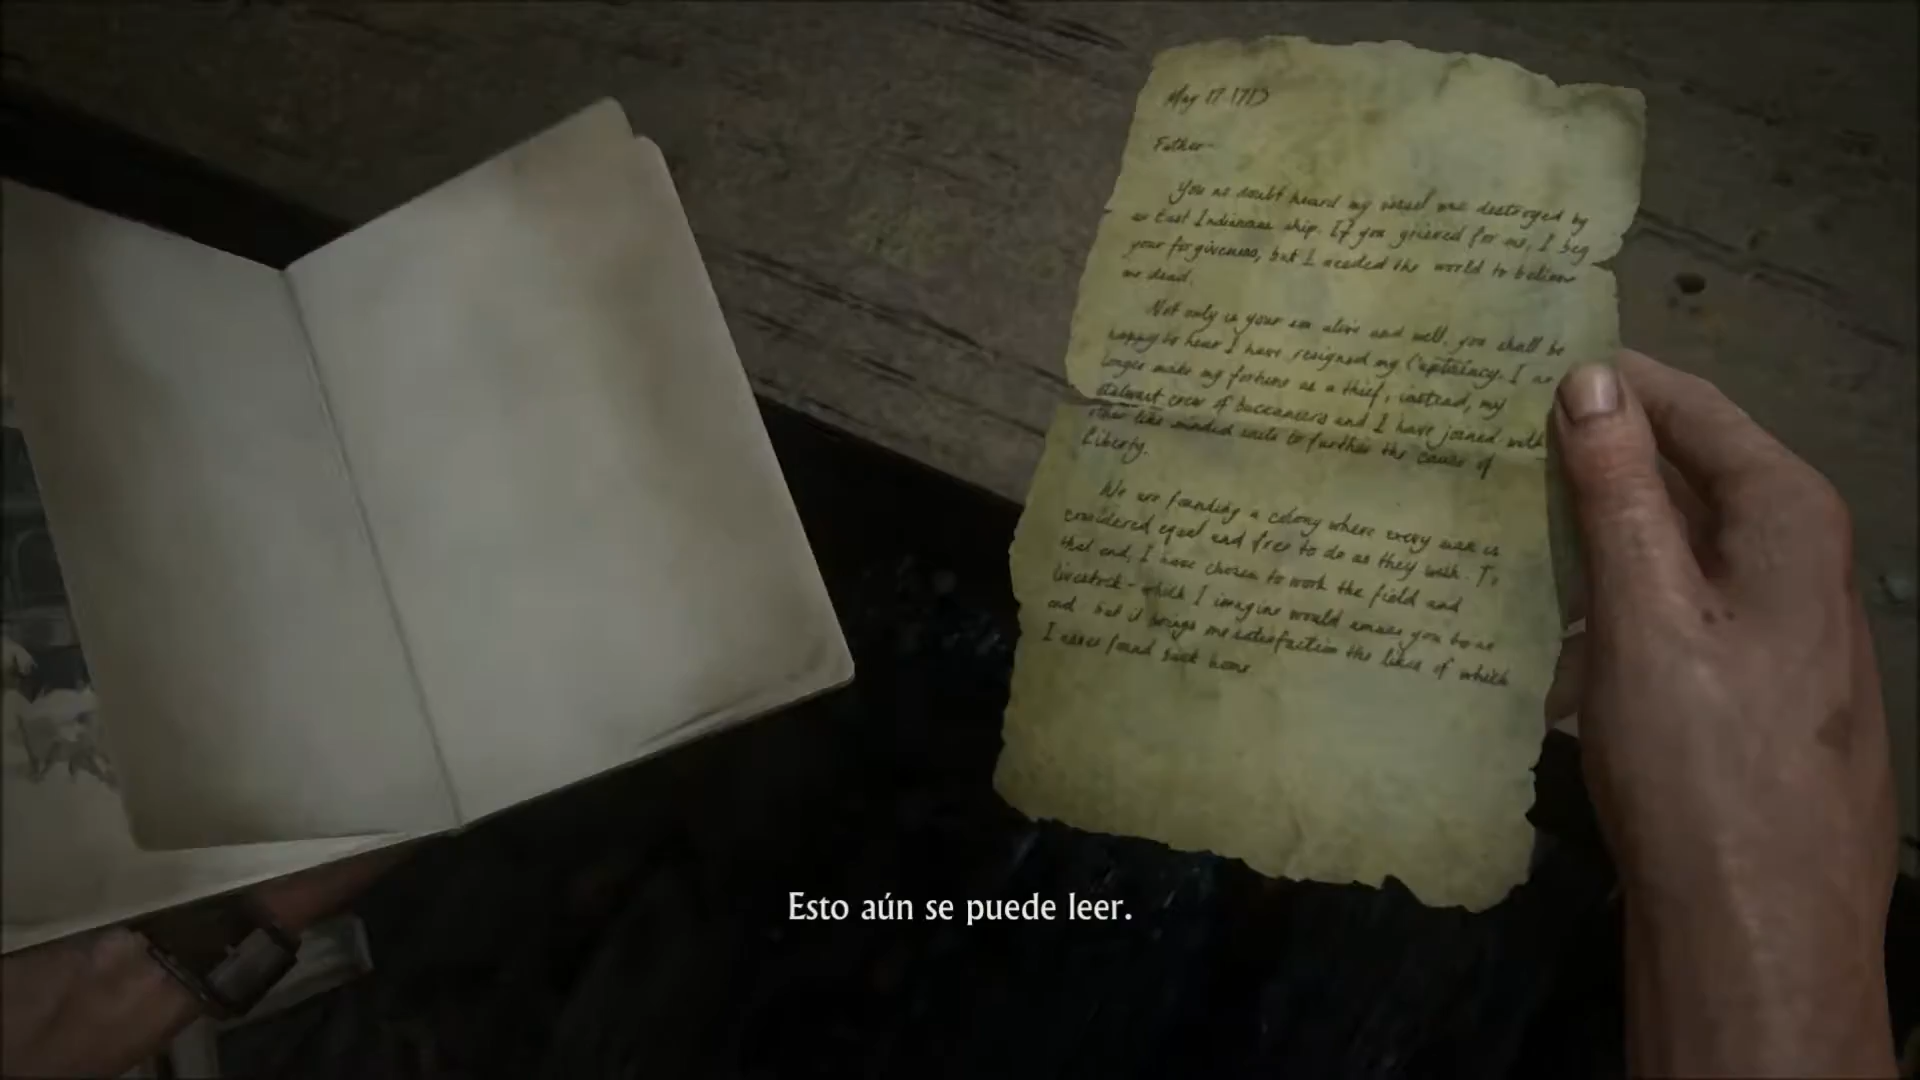 May 17 1713
Father-
You no doubt heard my vessel was destroyed by
an East Indiaman ship. If you grieved for me, I beg
your forgiveness, but I needed the world to believe
me dead.
Not only is your son alive and well, you shall be
happy to hear I have resigned my Captaincy. I no
longer make my fortune as a thief, instead, my
stalwart crew of buccaneers and I have joined with
other like minded souls to further the cause of
Liberty.
We are founding a colony where every man is
considered equal and free to do as they wish. To
that end, I have chosen to work the field and
livestock - which I imagine would amuse you to no
end. but it brings me satisfaction the likes of which
I never found back home
Esto aún se puede leer.